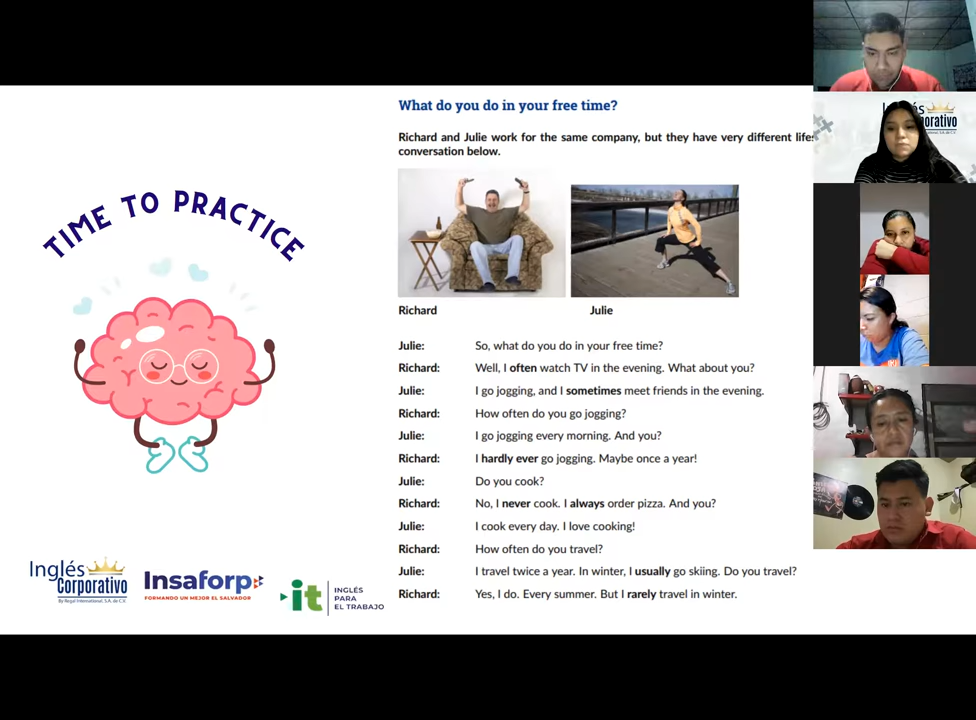 What do you do in your free time?
Richard and Julie work for the same company, but they have very different
conversation below.
TIME TO PRACTICE
Richard
Julie
Julie: So, what do you do in your free time?
Richard: Well, I often watch TV in the evening. What about you?
Julie: I go jogging, and I sometimes meet friends in the evening.
Richard: How often do you go jogging?
Julie: I go jogging every morning. And you?
Richard: I hardly ever go jogging. Maybe once a year!
Julie: Do you cook?
Richard: No, I never cook. I always order pizza. And you?
Julie: I cook every day. I love cooking!
Richard: How often do you travel?
Julie: I travel twice a year. In winter, I usually go skiing. Do you travel?
Richard: Yes, I do. Every summer. But I rarely travel in winter.
Inglés
Corporativo
By Regal International, S.A. de C.V.
Insaforp
FORMANDO UN MEJOR EL SALVADOR
it
INGLÉS
PARA
EL TRABAJO